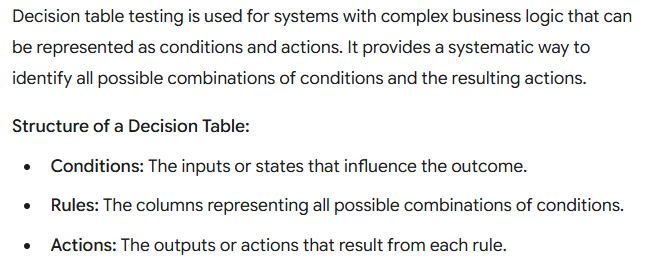 Decision table testing is used for systems with complex business logic that can
be represented as conditions and actions. It provides a systematic way to
identify all possible combinations of conditions and the resulting actions.
Structure of a Decision Table:
• Conditions: The inputs or states that influence the outcome.
• Rules: The columns representing all possible combinations of conditions.
• Actions: The outputs or actions that result from each rule.